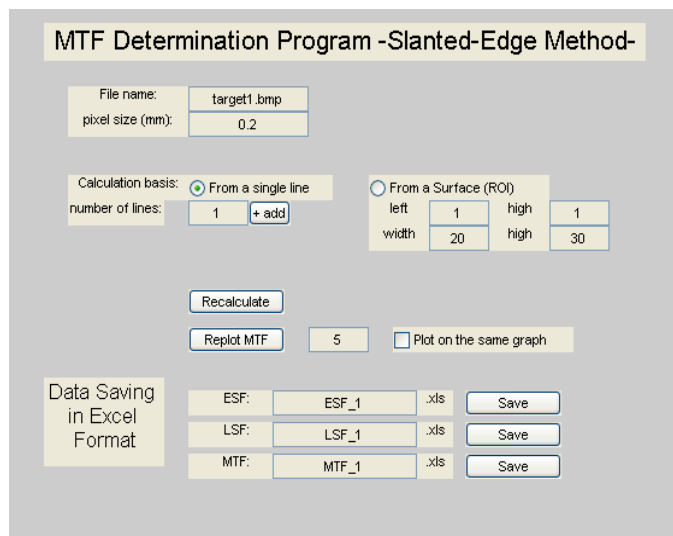 MTF Determination Program -Slanted-Edge Method-
File name: target1.bmp
pixel size (mm): 0.2
Calculation basis: From a single line From a Surface (ROI)
number of lines: 1 + add left 1 high 1
width 20 high 30
Recalculate
Replot MTF 5 Plot on the same graph
Data Saving
in Excel
Format
ESF: ESF_1 .xls Save
LSF: LSF_1 .xls Save
MTF: MTF_1 .xls Save